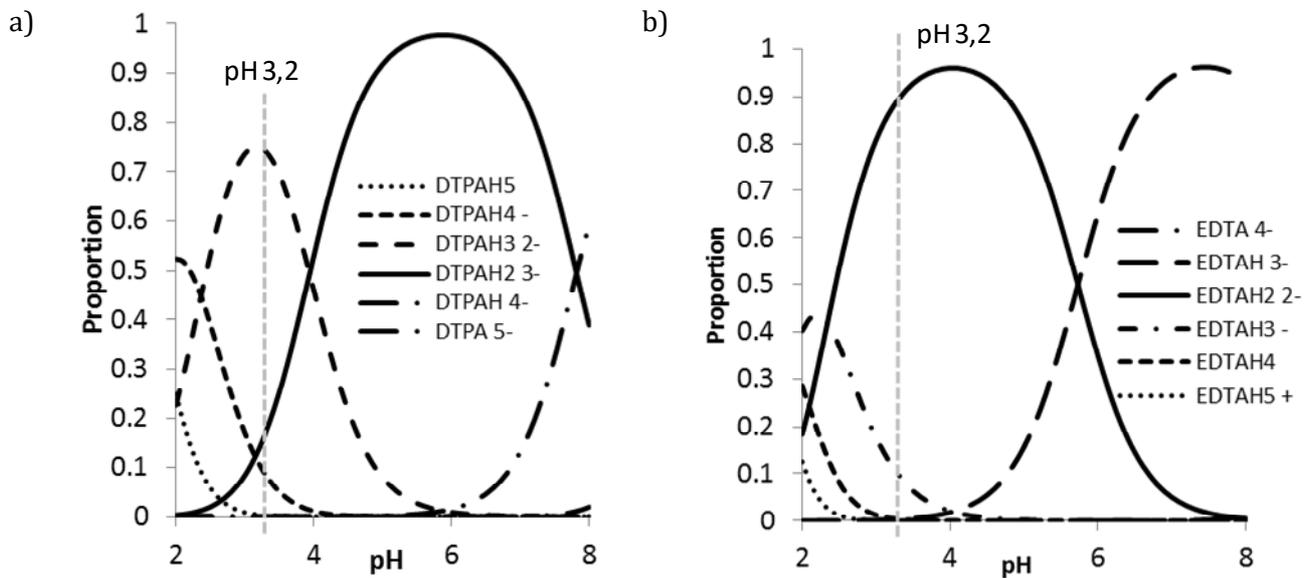 a)
pH 3,2
1
0.9
0.8
0.7
0.6
0.5
0.4
0.3
0.2
0.1
0
Proportion
DTPAH5
DTPAH4 -
DTPAH3 2-
DTPAH2 3-
DTPAH 4-
DTPA 5-
2
4
6
8
pH
b)
pH 3,2
1
0.9
0.8
0.7
0.6
0.5
0.4
0.3
0.2
0.1
0
Proportion
EDTA 4-
EDTAH 3-
EDTAH2 2-
EDTAH3 -
EDTAH4
EDTAH5 +
2
4
6
8
pH